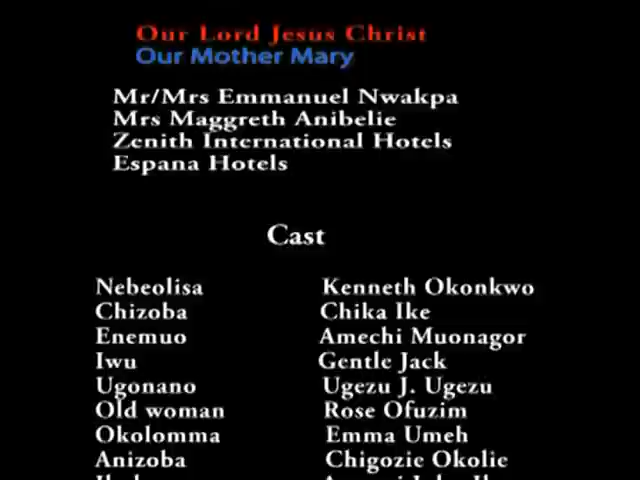 Our Lord Jesus Christ
Our Mother Mary
Mr/Mrs Emmanuel Nwakpa
Mrs Maggreth Anibelie
Zenith International Hotels
Espana Hotels
Cast
Nebeolisa Kenneth Okonkwo
Chizoba Chika Ike
Enemuo Amechi Muonagor
Iwu Gentle Jack
Ugonano Ugezu J. Ugezu
Old woman Rose Ofuzim
Okolomma Emma Umeh
Anizoba Chigozie Okolie